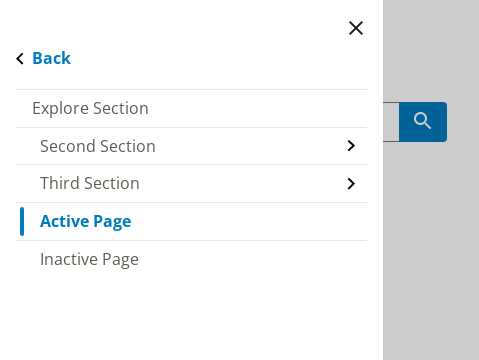 Back
Explore Section
Second Section
Third Section
Active Page
Inactive Page